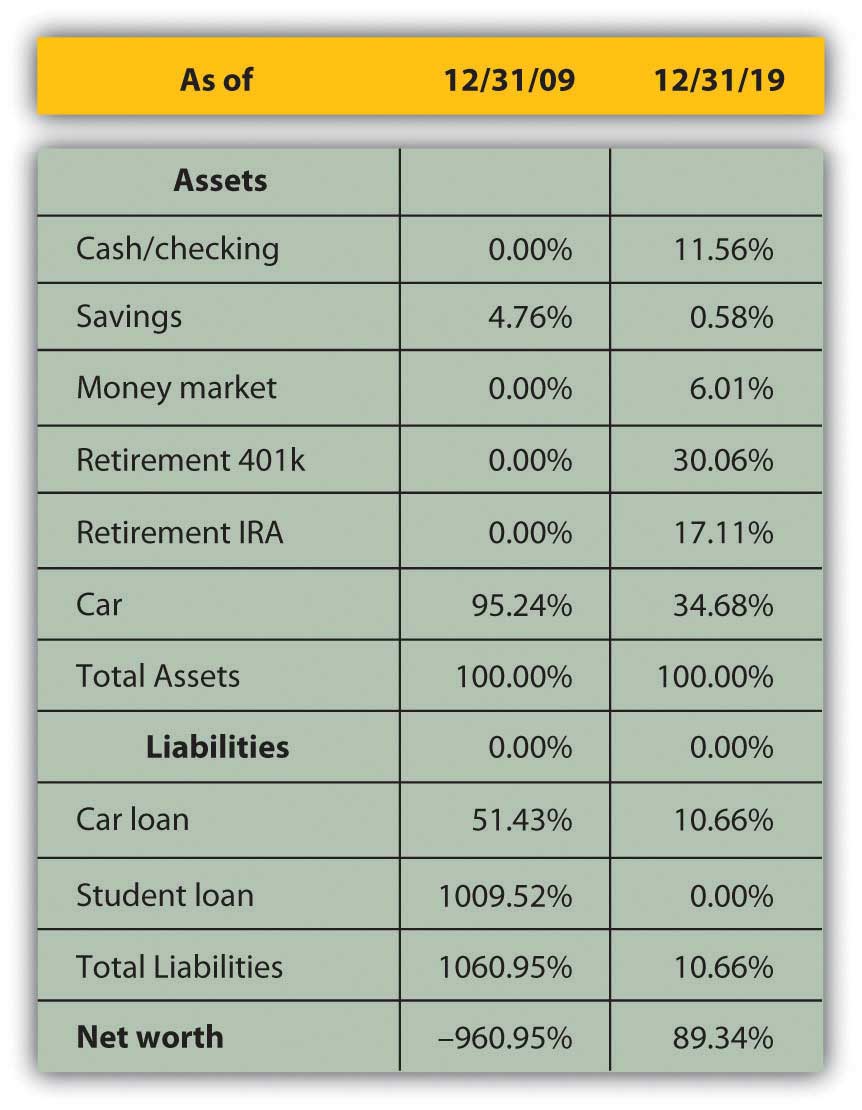 As of 12/31/09 12/31/19
Assets
Cash/checking 0.00% 11.56%
Savings 4.76% 0.58%
Money market 0.00% 6.01%
Retirement 401k 0.00% 30.06%
Retirement IRA 0.00% 17.11%
Car 95.24% 34.68%
Total Assets 100.00% 100.00%
Liabilities 0.00% 0.00%
Car loan 51.43% 10.66%
Student loan 1009.52% 0.00%
Total Liabilities 1060.95% 10.66%
Net worth –960.95% 89.34%